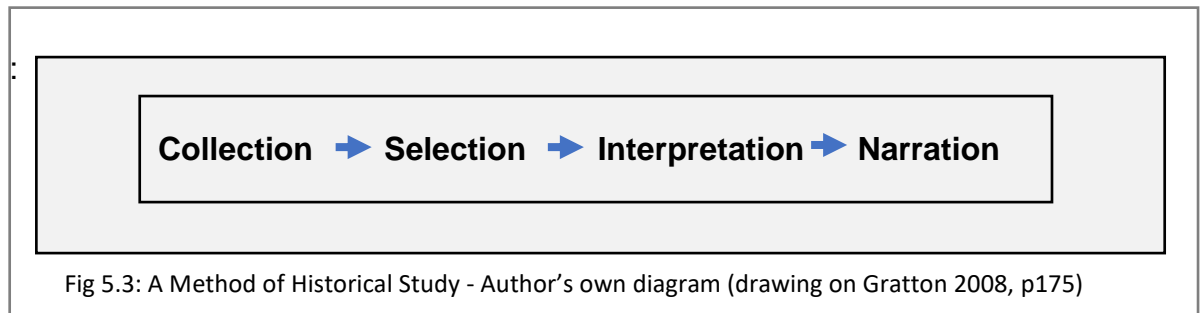 :
Collection Selection Interpretation Narration
Fig 5.3: A Method of Historical Study - Author’s own diagram (drawing on Gratton 2008, p175)